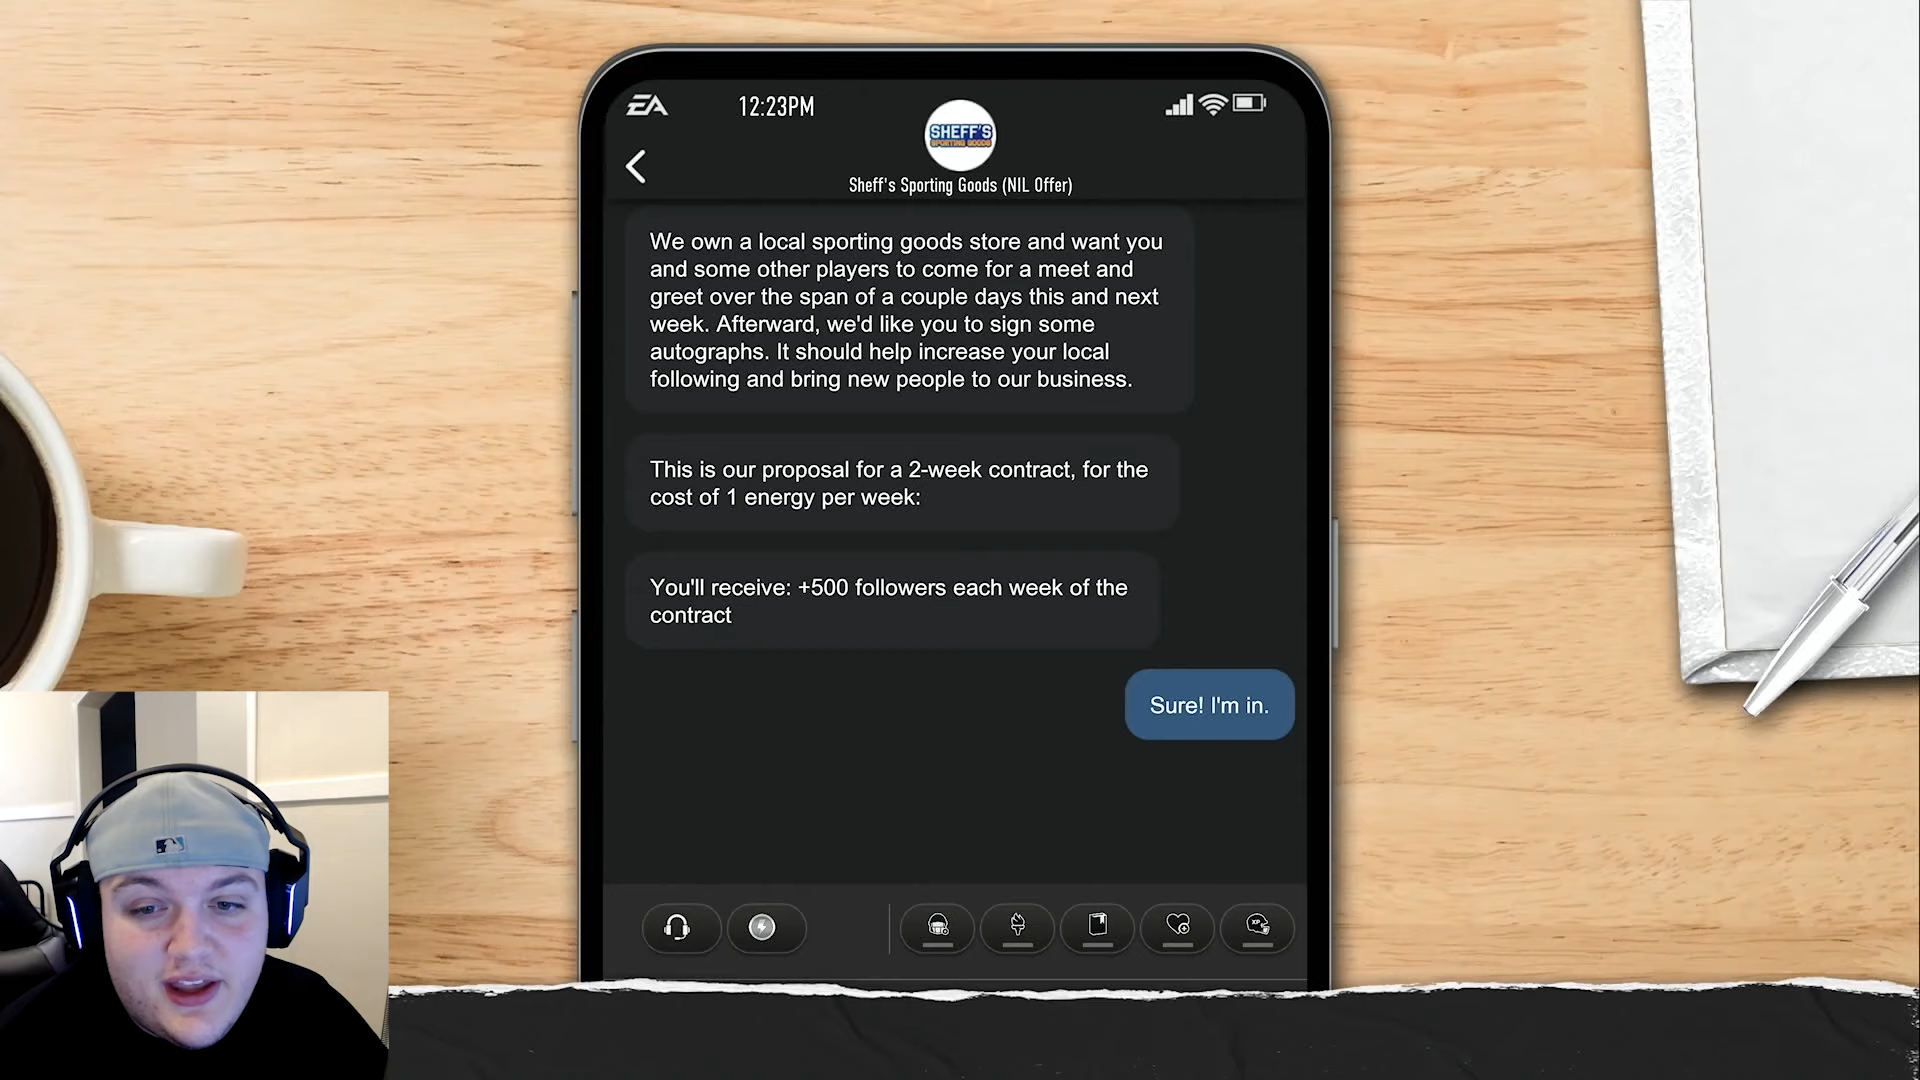 EA
12:23PM
SHEFF'S
SPORTING GOODS
Sheff's Sporting Goods (NIL Offer)
We own a local sporting goods store and want you
and some other players to come for a meet and
greet over the span of a couple days this and next
week. Afterward, we'd like you to sign some
autographs. It should help increase your local
following and bring new people to our business.
This is our proposal for a 2-week contract, for the
cost of 1 energy per week:
You'll receive: +500 followers each week of the
contract
Sure! I'm in.
XP